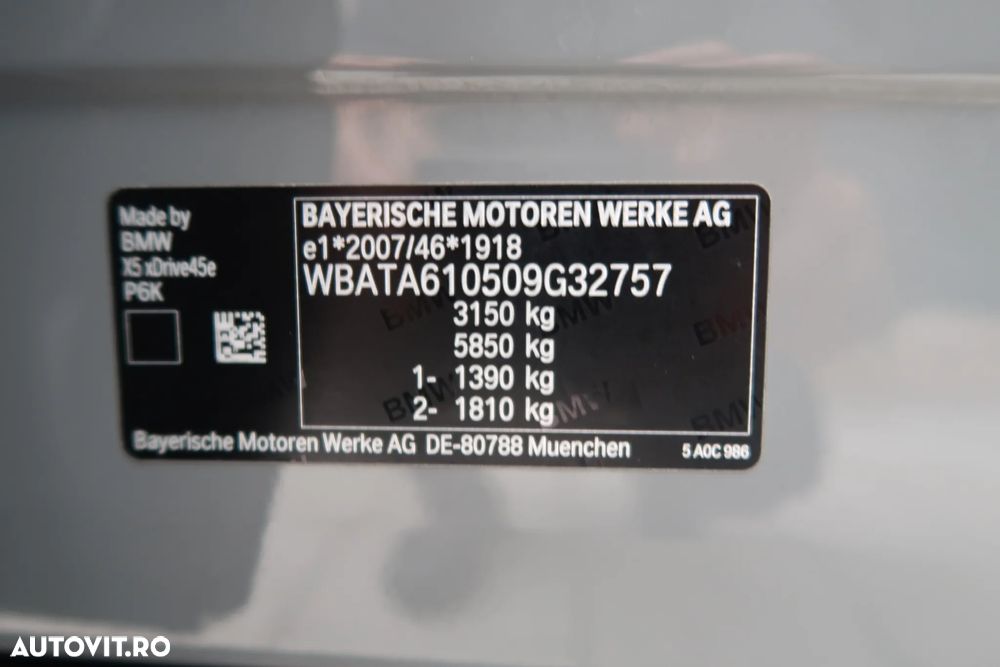 Made by
BMW
X5 xDrive45e
P6K
BAYERISCHE MOTOREN WERKE AG
e1*2007/46*1918
WBATA610509G32757
3150 kg
5850 kg
1- 1390 kg
2- 1810 kg
Bayerische Motoren Werke AG DE-80788 Muenchen
5 A0C 986
AUTOVIT.RO